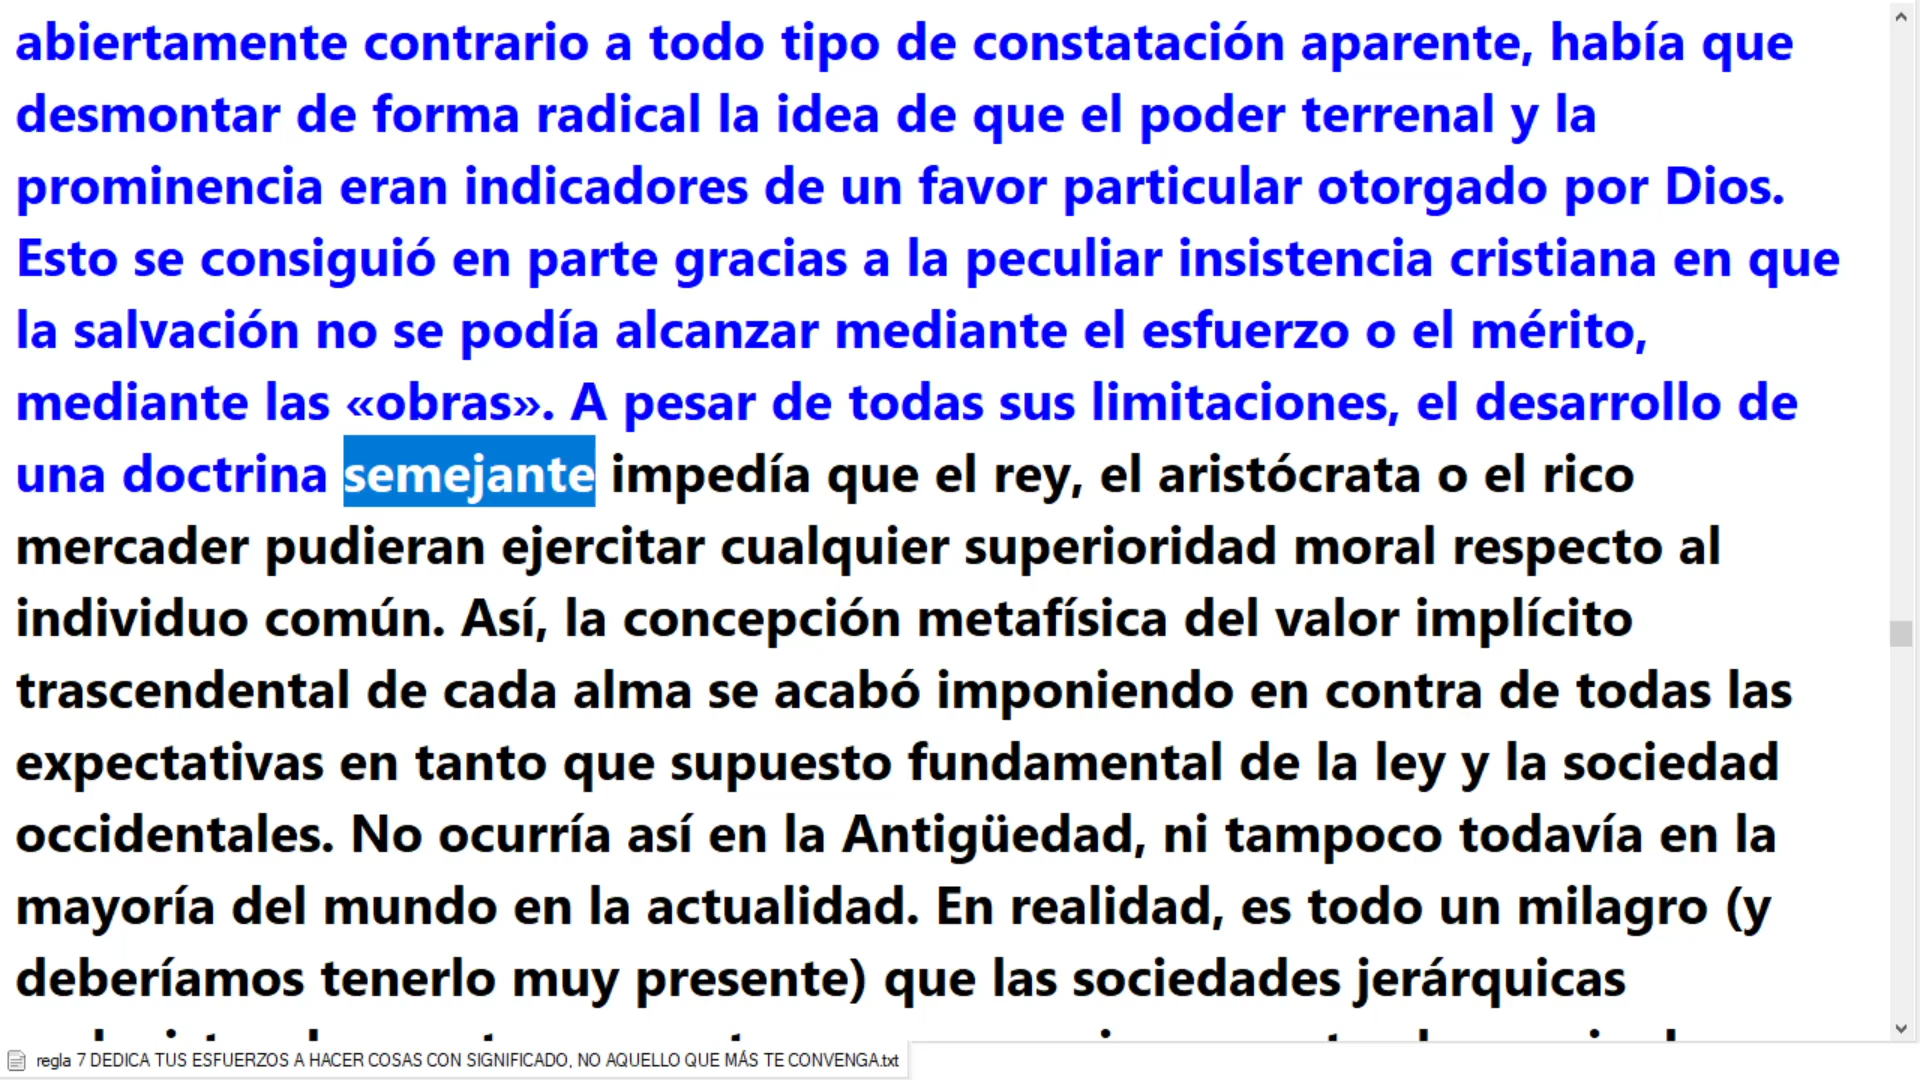 abiertamente contrario a todo tipo de constatación aparente, había que
desmontar de forma radical la idea de que el poder terrenal y la
prominencia eran indicadores de un favor particular otorgado por Dios.
Esto se consiguió en parte gracias a la peculiar insistencia cristiana en que
la salvación no se podía alcanzar mediante el esfuerzo o el mérito,
mediante las «obras». A pesar de todas sus limitaciones, el desarrollo de
una doctrina semejante impedía que el rey, el aristócrata o el rico
mercader pudieran ejercitar cualquier superioridad moral respecto al
individuo común. Así, la concepción metafísica del valor implícito
trascendental de cada alma se acabó imponiendo en contra de todas las
expectativas en tanto que supuesto fundamental de la ley y la sociedad
occidentales. No ocurría así en la Antigüedad, ni tampoco todavía en la
mayoría del mundo en la actualidad. En realidad, es todo un milagro (y
deberíamos tenerlo muy presente) que las sociedades jerárquicas
regla 7 DEDICA TUS ESFUERZOS A HACER COSAS CON SIGNIFICADO, NO AQUELLO QUE MÁS TE CONVENGA.txt